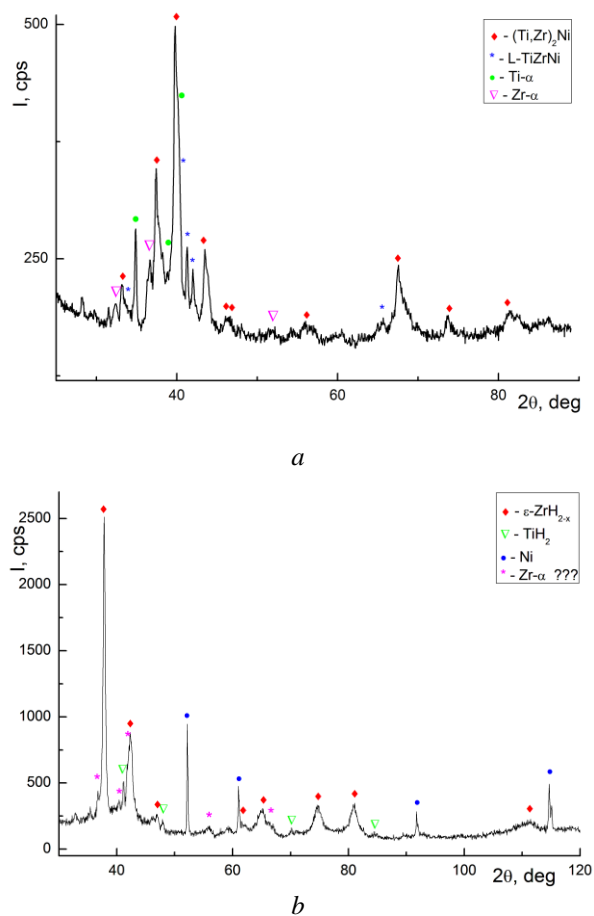 500
250
I, cps
♦ - (Ti,Zr)₂Ni
* - L-TiZrNi
● - Ti-α
▽ - Zr-α
40 60 80
2θ, deg
a
2500
2000
1500
1000
500
0
I, cps
♦ - ε-ZrH₂₋ₓ
▽ - TiH₂
● - Ni
* - Zr-α ???
40 60 80 100 120
2θ, deg
b